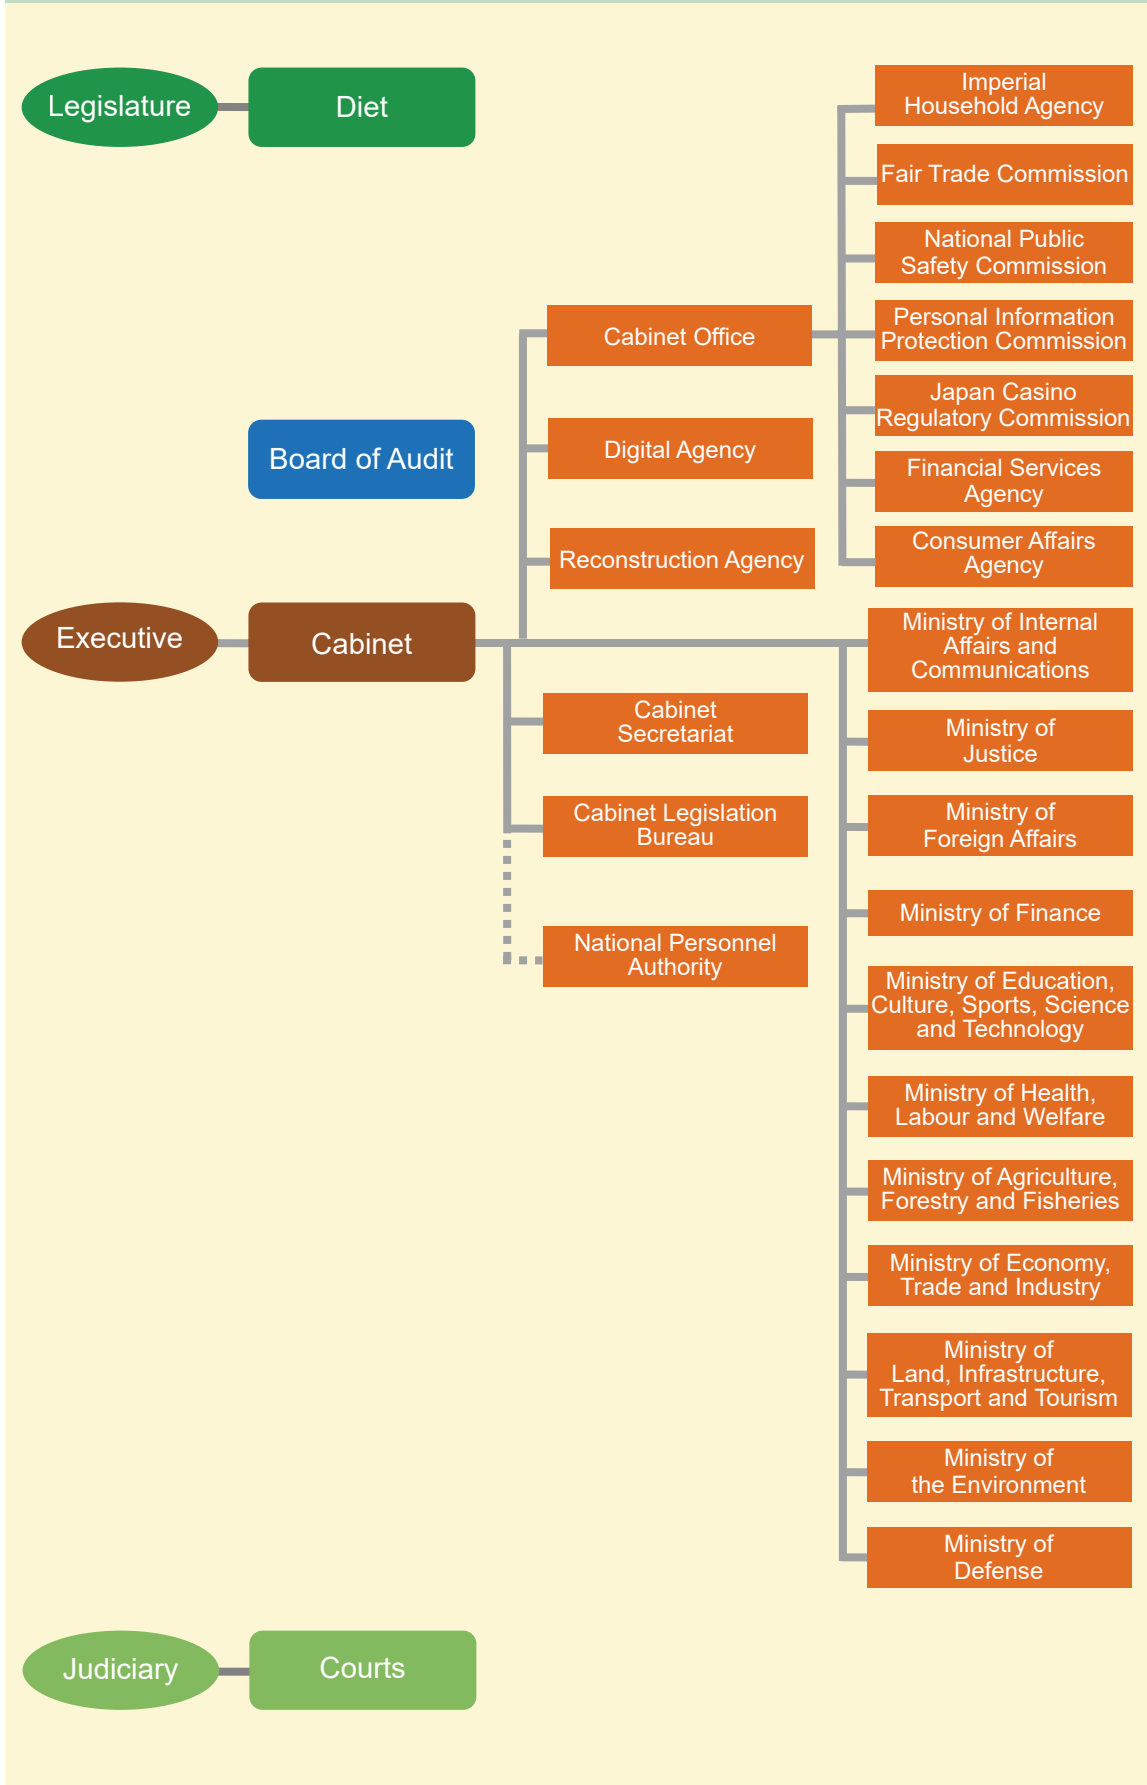 Legislature
Diet
Imperial
Household Agency
Fair Trade Commission
National Public
Safety Commission
Cabinet Office
Personal Information
Protection Commission
Japan Casino
Regulatory Commission
Board of Audit
Digital Agency
Financial Services
Agency
Reconstruction Agency
Consumer Affairs
Agency
Executive
Cabinet
Ministry of Internal
Affairs and
Communications
Cabinet
Secretariat
Ministry of
Justice
Cabinet Legislation
Bureau
Ministry of
Foreign Affairs
Ministry of Finance
National Personnel
Authority
Ministry of Education,
Culture, Sports, Science
and Technology
Ministry of Health,
Labour and Welfare
Ministry of Agriculture,
Forestry and Fisheries
Ministry of Economy,
Trade and Industry
Ministry of
Land, Infrastructure,
Transport and Tourism
Ministry of
the Environment
Ministry of
Defense
Judiciary
Courts